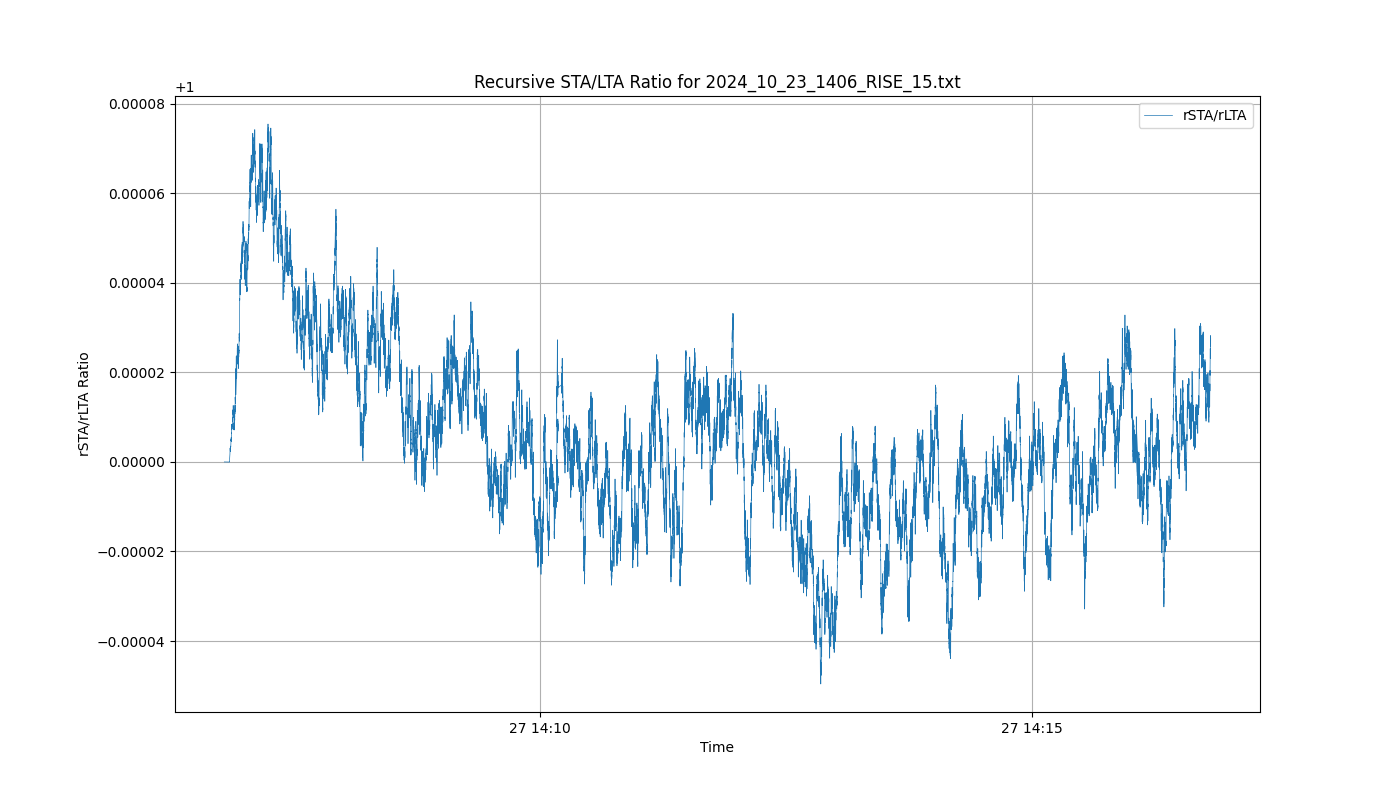 Recursive STA/LTA Ratio for 2024_10_23_1406_RISE_15.txt
+1
rSTA/rLTA
0.00008
0.00006
0.00004
0.00002
0.00000
−0.00002
−0.00004
rSTA/rLTA Ratio
27 14:10
27 14:15
Time